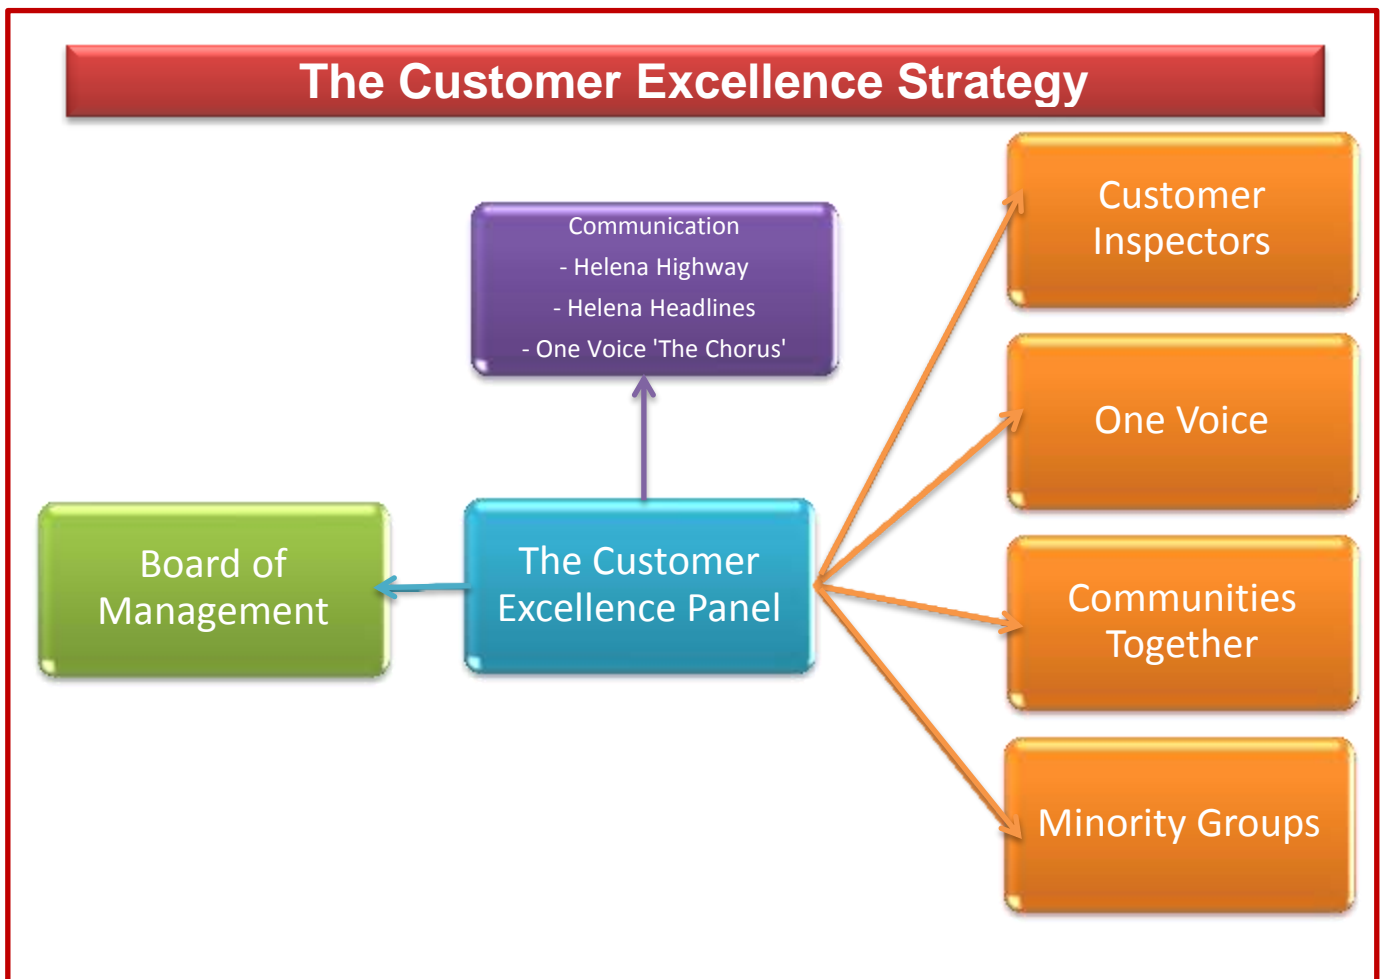 The Customer Excellence Strategy
Communication
- Helena Highway
- Helena Headlines
- One Voice 'The Chorus'
Board of
Management
The Customer
Excellence Panel
Customer
Inspectors
One Voice
Communities
Together
Minority Groups